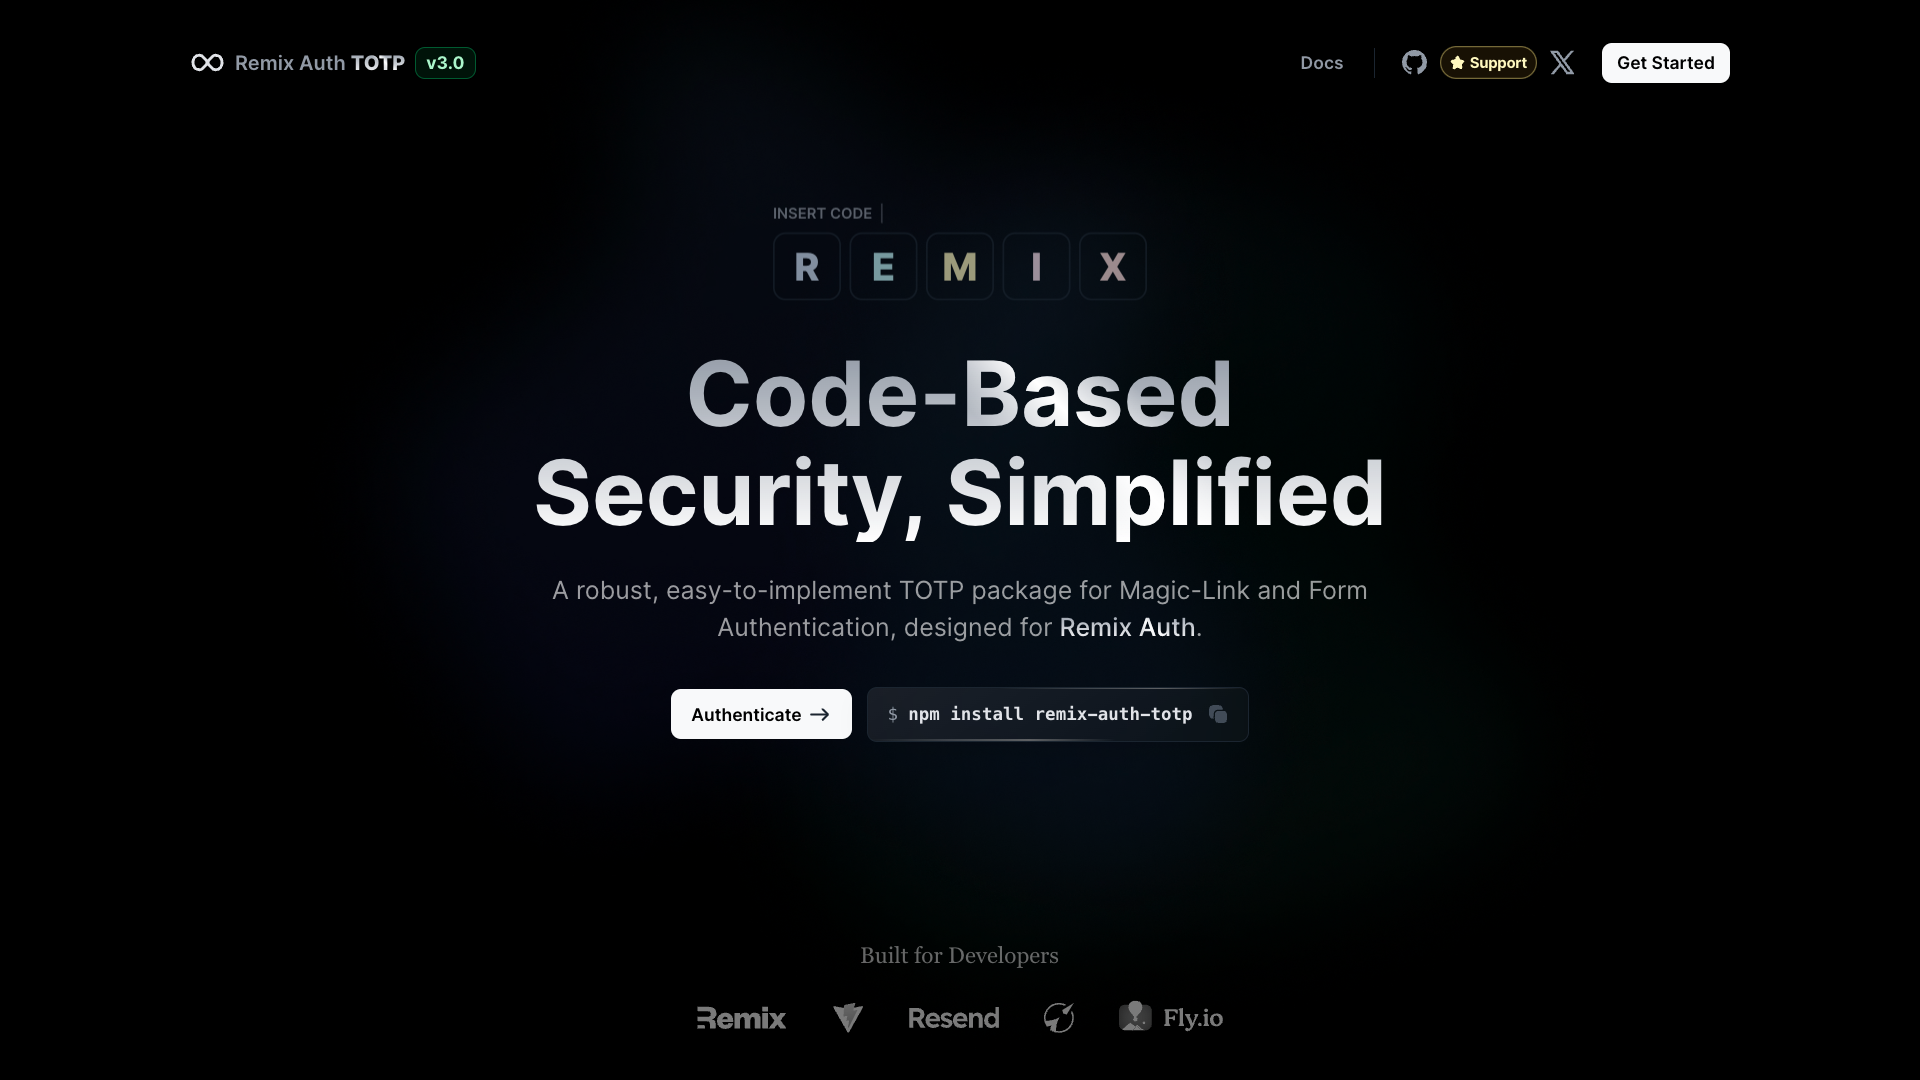 Remix Auth TOTP v3.0
Docs
Support
Get Started
INSERT CODE
R E M I X
Code-Based
Security, Simplified
A robust, easy-to-implement TOTP package for Magic-Link and Form
Authentication, designed for Remix Auth.
Authenticate →
$ npm install remix-auth-totp
Built for Developers
Remix
Resend
Fly.io